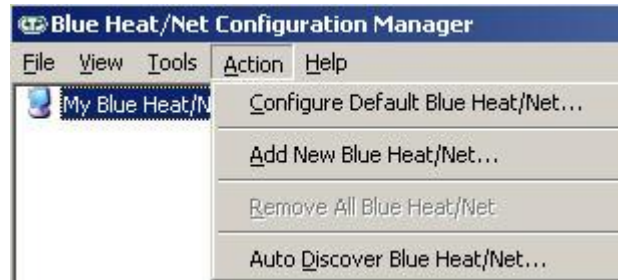 Blue Heat/Net Configuration Manager
File View Tools Action Help
My Blue Heat/N
Configure Default Blue Heat/Net...
Add New Blue Heat/Net...
Remove All Blue Heat/Net
Auto Discover Blue Heat/Net...